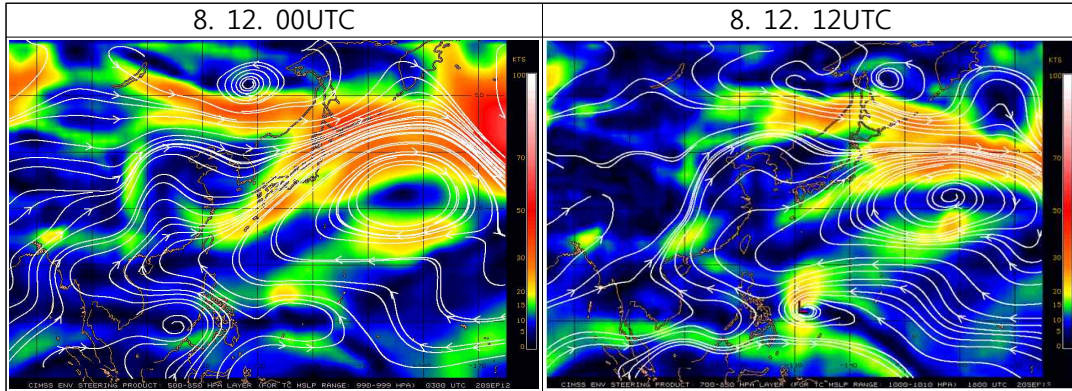 8. 12. 00UTC
8. 12. 12UTC
KTS
100
70
50
30
20
15
10
0
CIMSS ENV STEERING PRODUCT: 500-850 HPA LAYER (FOR TC MSLP RANGE: 990-999 HPA) 0300 UTC 20SEP12
KTS
100
70
50
30
20
15
10
0
L
CIMSS ENV STEERING PRODUCT: 700-850 HPA LAYER (FOR TC MSLP RANGE: 1000-1010 HPA) 1800 UTC 20SEP12